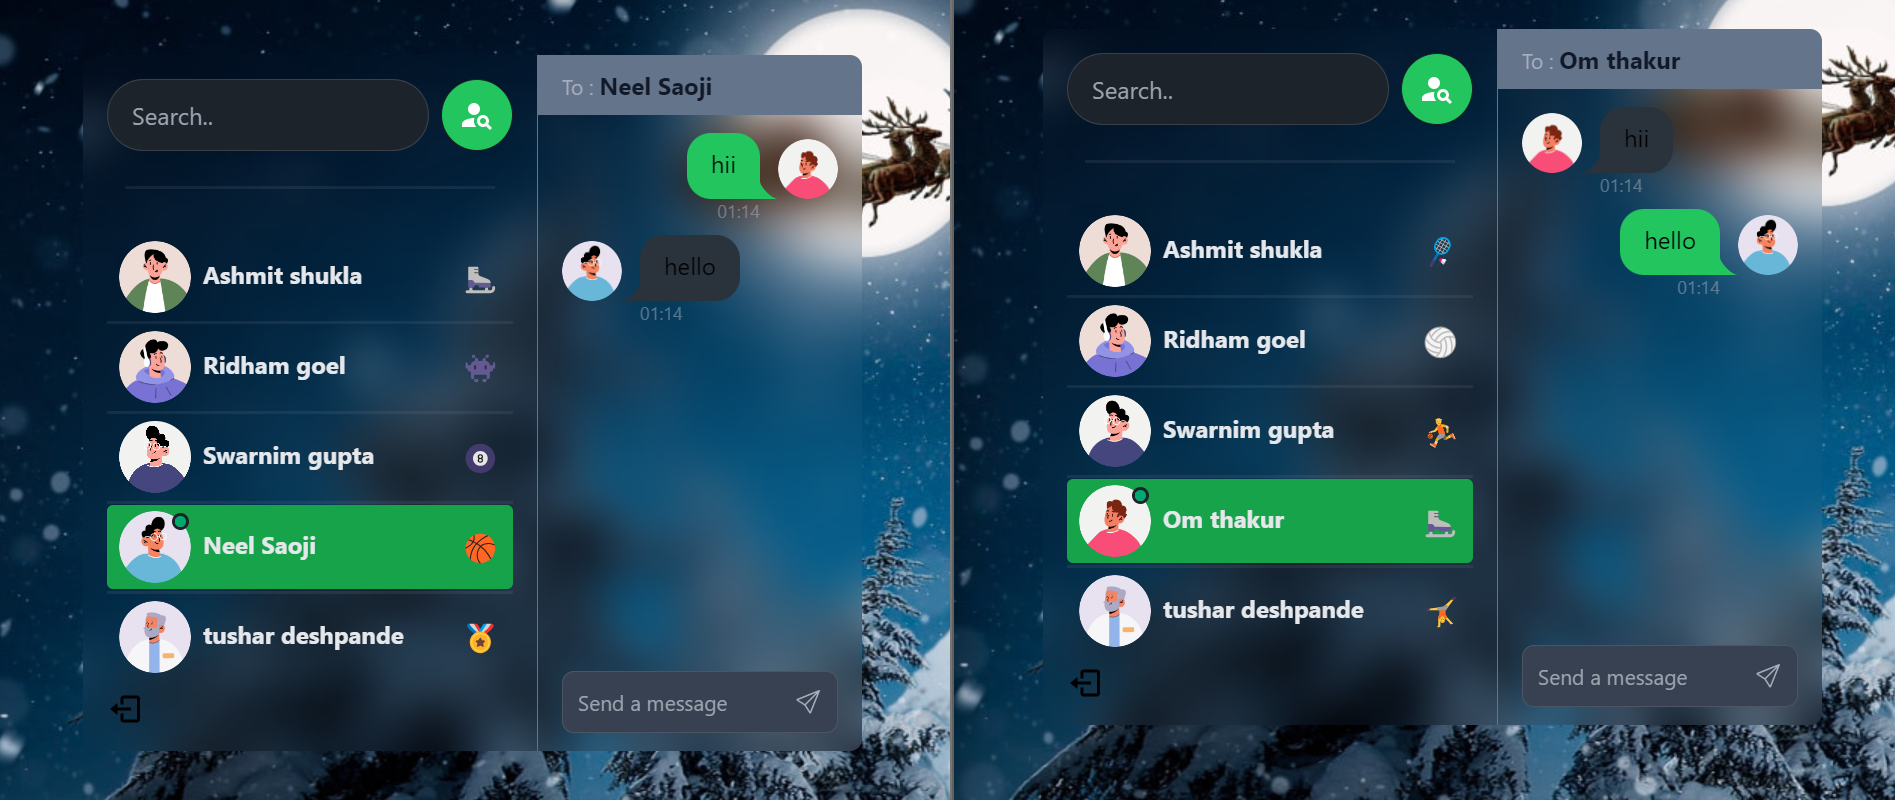 Search..
Ashmit shukla
Ridham goel
Swarnim gupta
8
Neel Saoji
tushar deshpande
To : Neel Saoji
hii
01:14
hello
01:14
Send a message
Search..
Ashmit shukla
Ridham goel
Swarnim gupta
Om thakur
tushar deshpande
To : Om thakur
hii
01:14
hello
01:14
Send a message